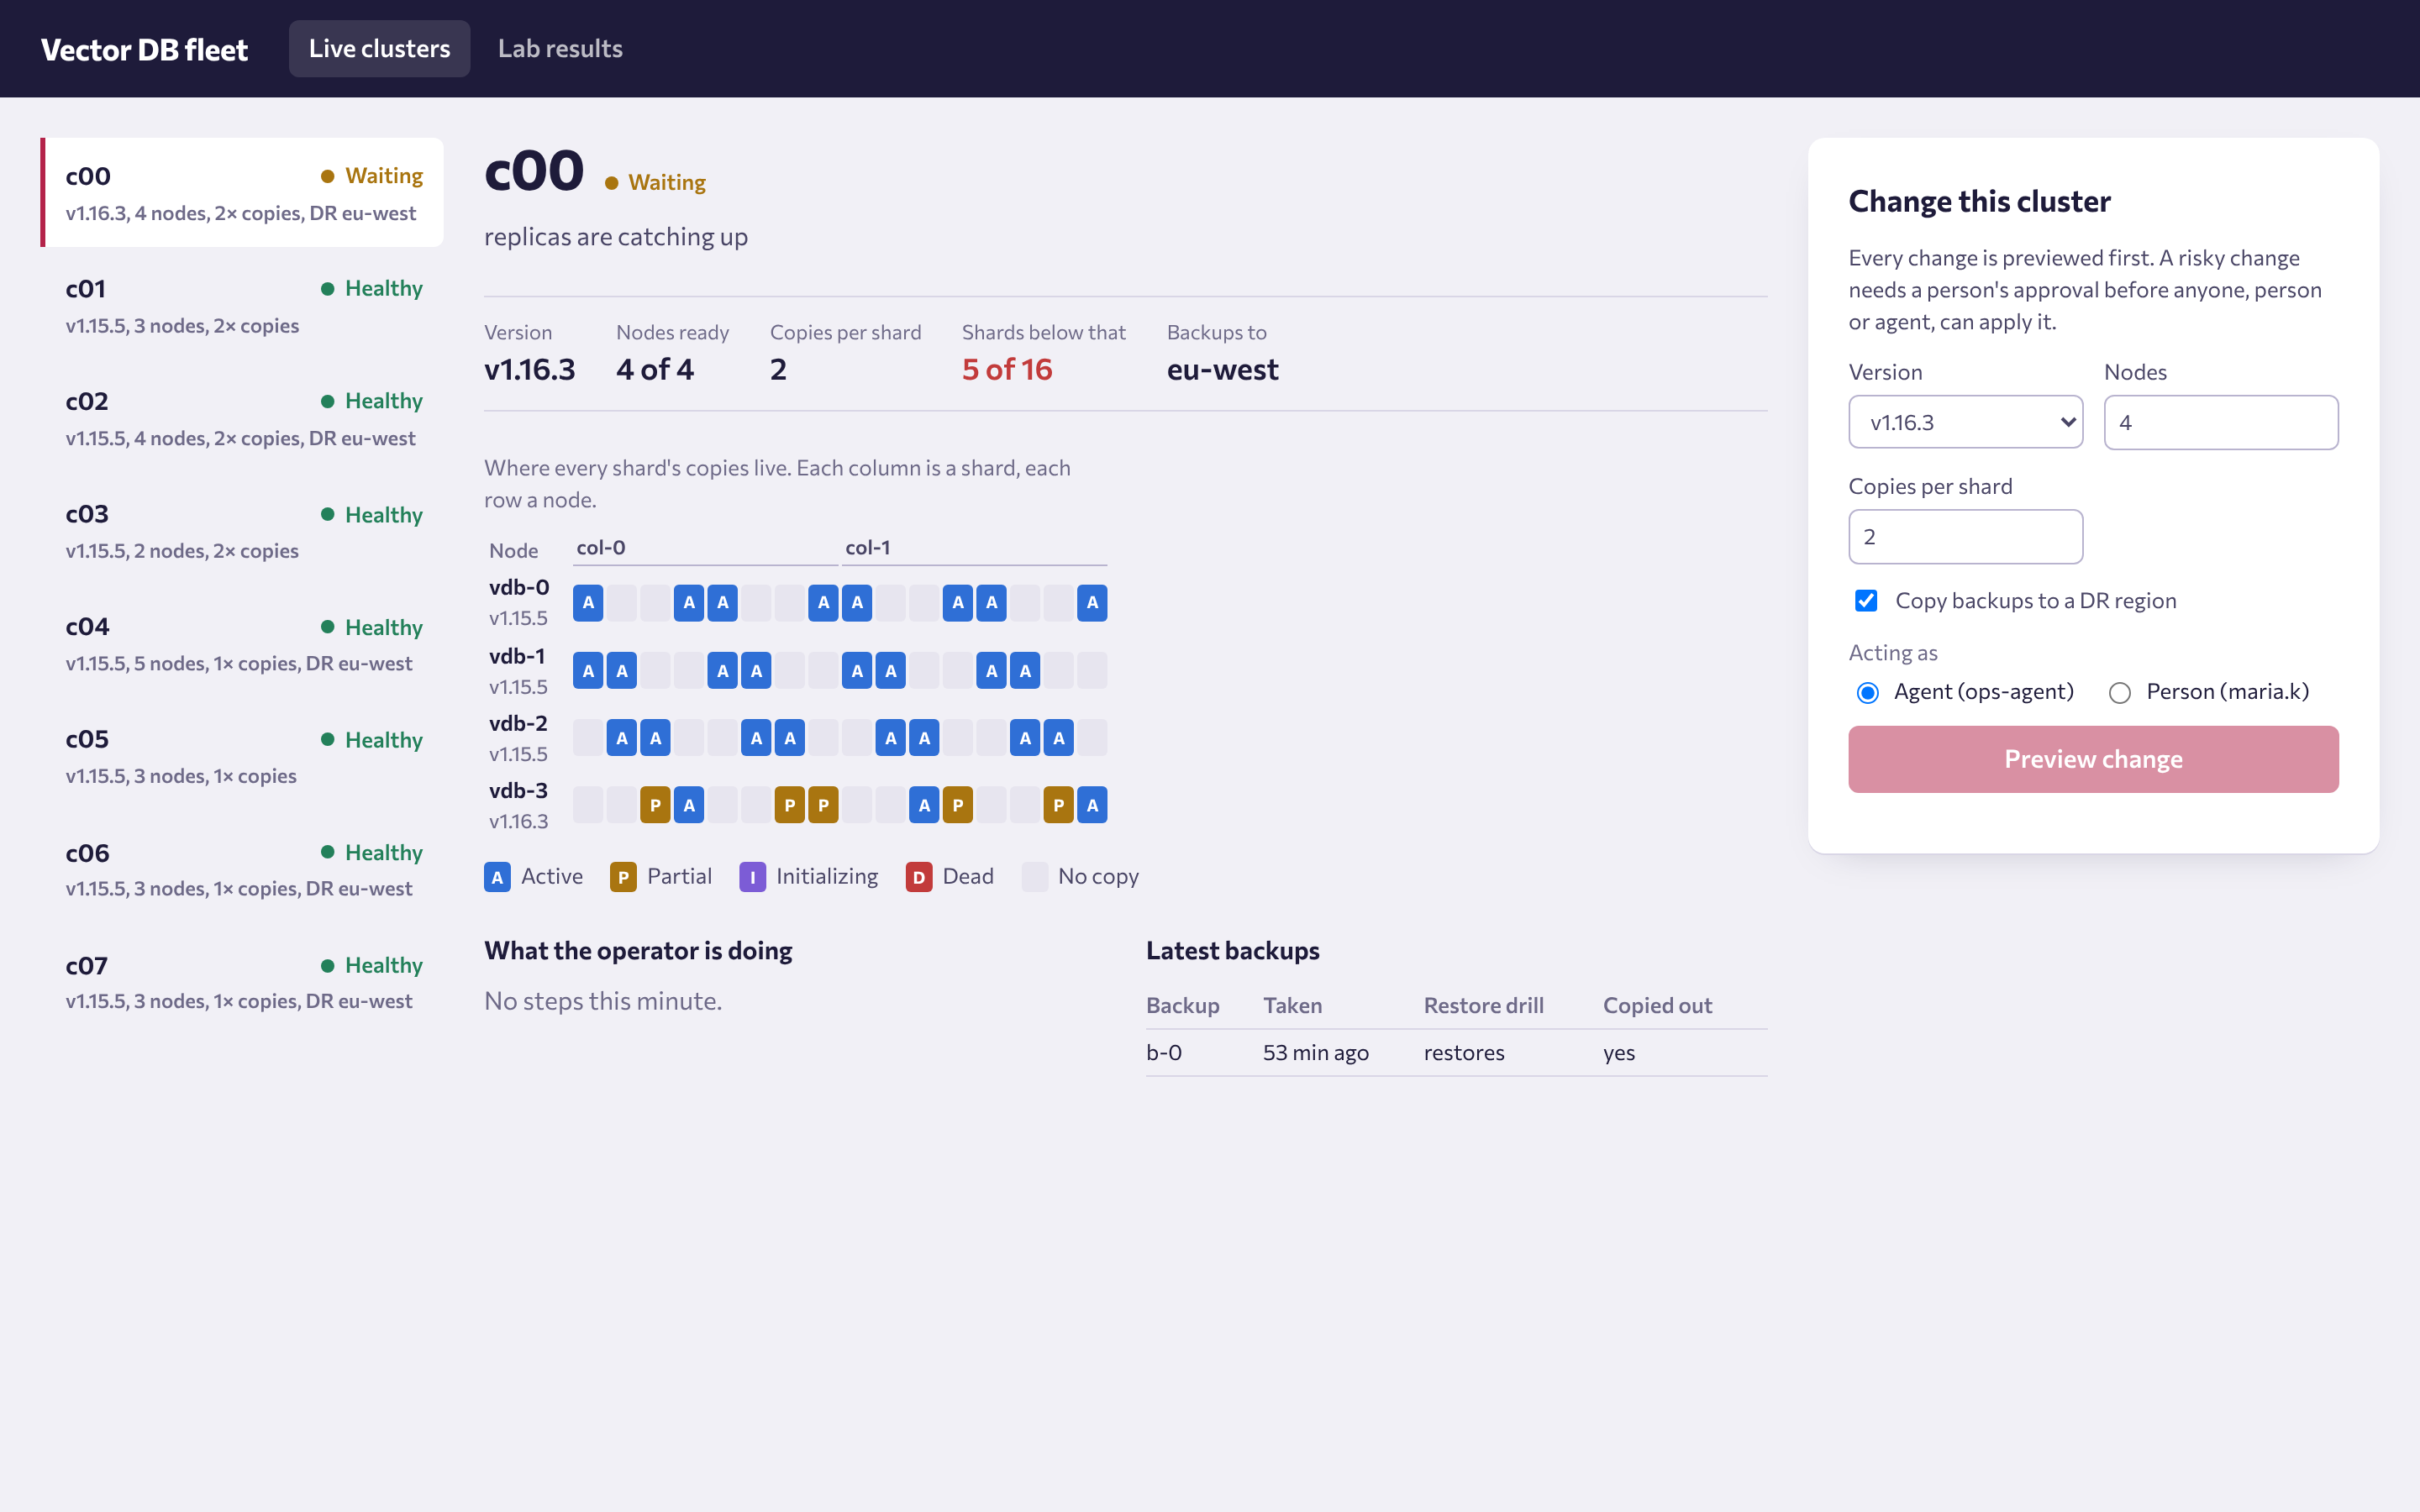 Vector DB fleet
Live clusters
Lab results
c00
Waiting
v1.16.3, 4 nodes, 2× copies, DR eu-west
c01
Healthy
v1.15.5, 3 nodes, 2× copies
c02
Healthy
v1.15.5, 4 nodes, 2× copies, DR eu-west
c03
Healthy
v1.15.5, 2 nodes, 2× copies
c04
Healthy
v1.15.5, 5 nodes, 1× copies, DR eu-west
c05
Healthy
v1.15.5, 3 nodes, 1× copies
c06
Healthy
v1.15.5, 3 nodes, 1× copies, DR eu-west
c07
Healthy
v1.15.5, 3 nodes, 1× copies, DR eu-west
c00
Waiting
replicas are catching up
Version
v1.16.3
Nodes ready
4 of 4
Copies per shard
2
Shards below that
5 of 16
Backups to
eu-west
Where every shard's copies live. Each column is a shard, each
row a node.
Node col-0 col-1
vdb-0
v1.15.5
A A A A A A A A
vdb-1
v1.15.5
A A A A A A A A
vdb-2
v1.15.5
A A A A A A A A
vdb-3
v1.16.3
P A P P A P P A
A Active
P Partial
I Initializing
D Dead
No copy
What the operator is doing
No steps this minute.
Latest backups
Backup Taken Restore drill Copied out
b-0 53 min ago restores yes
Change this cluster
Every change is previewed first. A risky change
needs a person's approval before anyone, person
or agent, can apply it.
Version
v1.16.3
Nodes
4
Copies per shard
2
Copy backups to a DR region
Acting as
Agent (ops-agent)
Person (maria.k)
Preview change